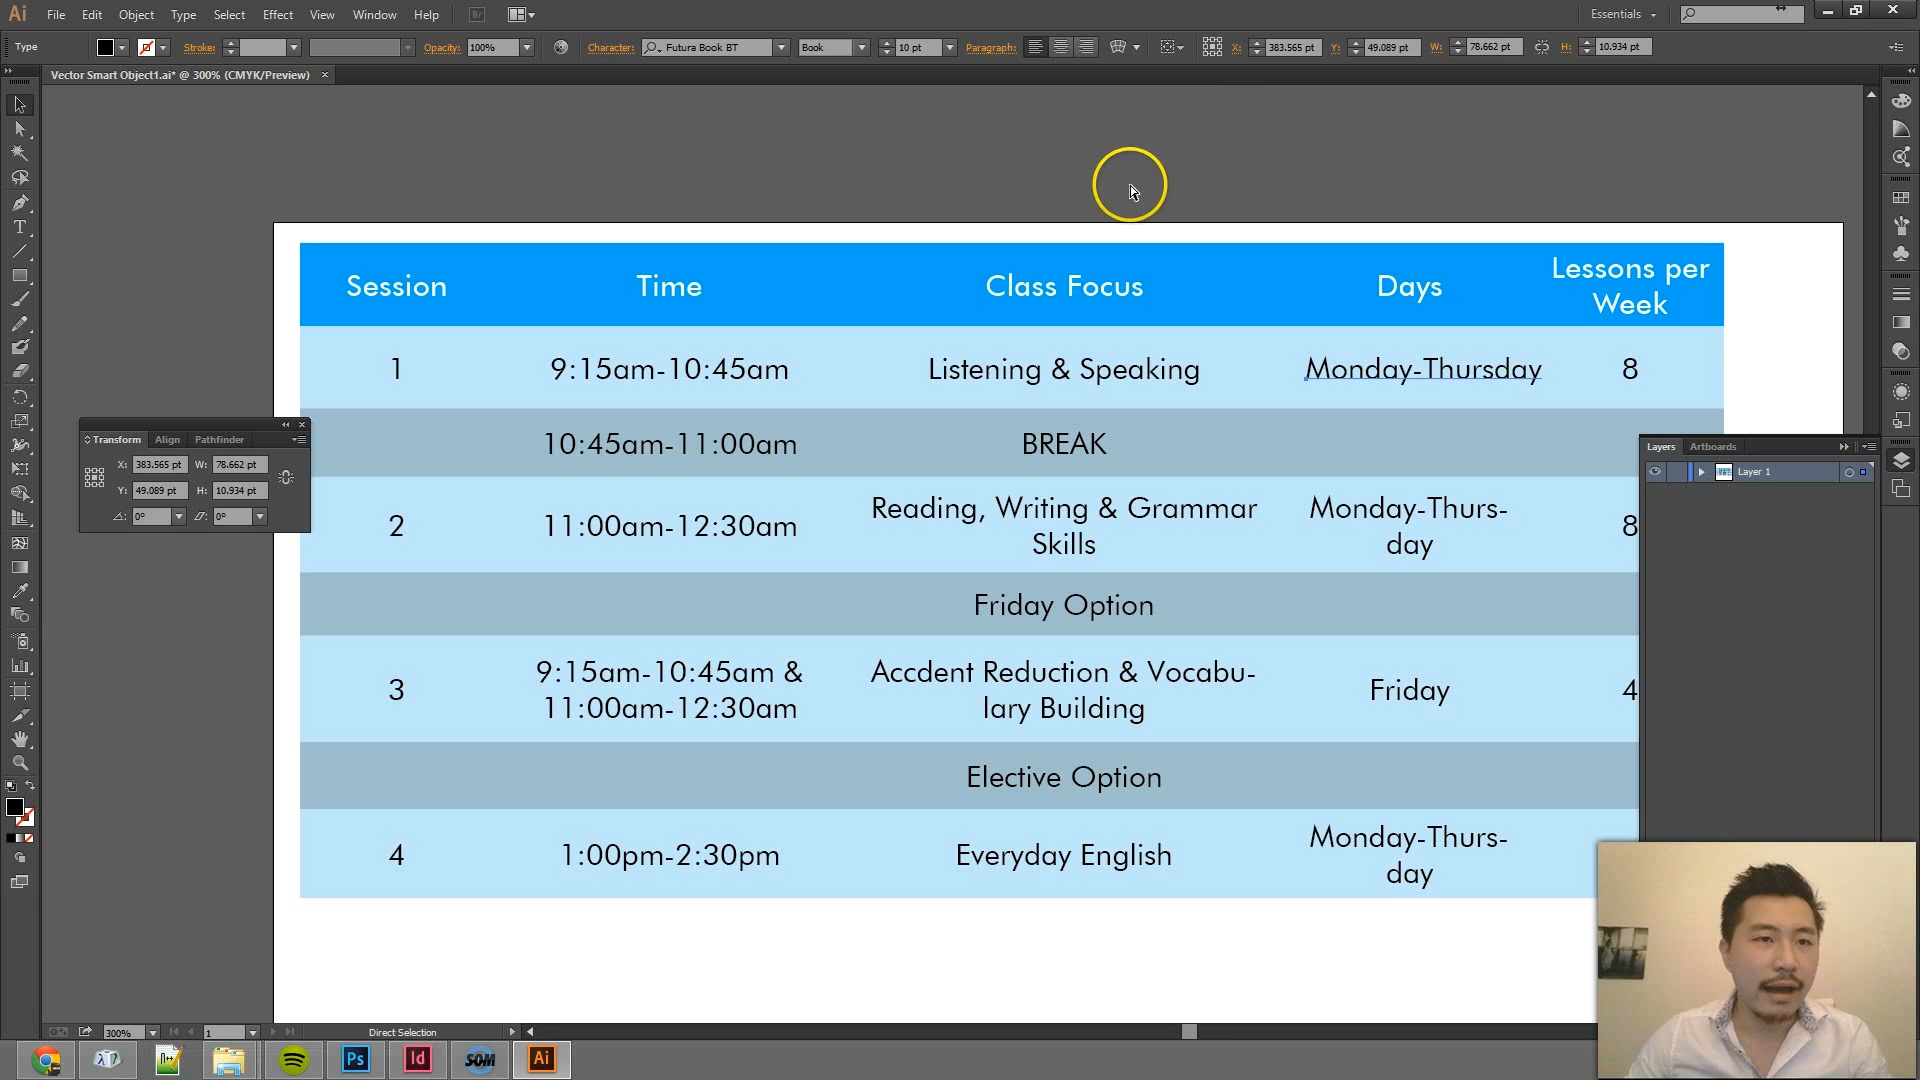 Ai File Edit Object Type Select Effect View Window Help Br Essentials
Type Stroke: Opacity: 100% Character: Futura Book BT Book 10 pt Paragraph: X: 383.565 pt Y: 49.089 pt W: 78.662 pt H: 10.934 pt
Vector Smart Object1.ai* @ 300% (CMYK/Preview) ×
Session Time Class Focus Days Lessons per
Week
1 9:15am-10:45am Listening & Speaking Monday-Thursday 8
10:45am-11:00am BREAK
2 11:00am-12:30am Reading, Writing & Grammar
Skills Monday-Thurs-
day 8
Friday Option
3 9:15am-10:45am &
11:00am-12:30am Accdent Reduction & Vocabu-
lary Building Friday 4
Elective Option
4 1:00pm-2:30pm Everyday English Monday-Thurs-
day
Transform Align Pathfinder
X: 383.565 pt W: 78.662 pt
Y: 49.089 pt H: 10.934 pt
0° 0°
Layers Artboards
Layer 1
300% 1 Direct Selection
Ps Id SOM Ai